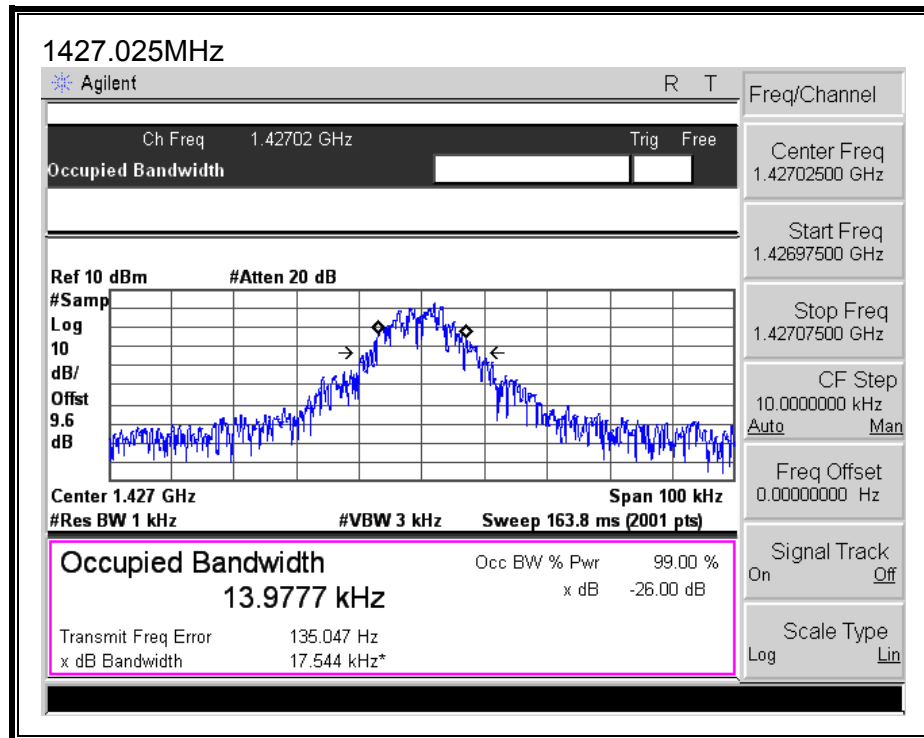 1427.025MHz
Agilent
R T
Ch Freq 1.42702 GHz Trig Free
Occupied Bandwidth
Ref 10 dBm #Atten 20 dB
#Samp
Log
10
dB/
Offst
9.6
dB
Center 1.427 GHz Span 100 kHz
#Res BW 1 kHz #VBW 3 kHz Sweep 163.8 ms (2001 pts)
Occupied Bandwidth
13.9777 kHz
Occ BW % Pwr 99.00 %
x dB -26.00 dB
Transmit Freq Error 135.047 Hz
x dB Bandwidth 17.544 kHz*
Freq/Channel
Center Freq
1.42702500 GHz
Start Freq
1.42697500 GHz
Stop Freq
1.42707500 GHz
CF Step
10.0000000 kHz
Auto Man
Freq Offset
0.00000000 Hz
Signal Track
On Off
Scale Type
Log Lin